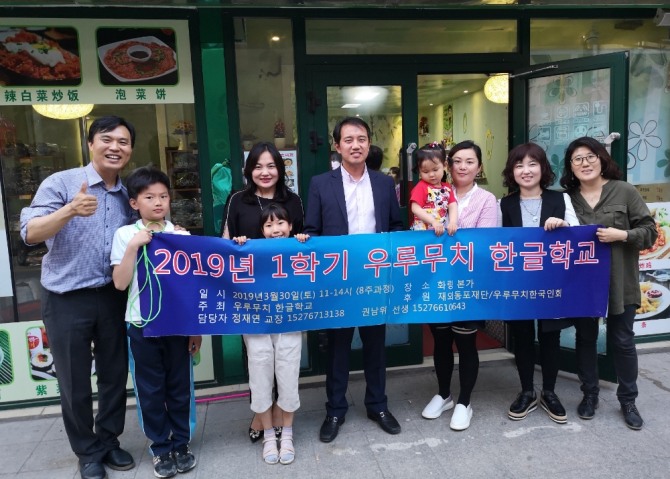 辣白菜炒饭
泡菜饼
2019년 1학기 우루무치 한글학교
일 시 2019년3월30일(토) 11-14시 (8주과정) 장 소 화링 본가
주 최 우루무치 한글학교 후 원 재외동포재단/우루무치한국인회
담당자 정재연 교장 15276713138 권남위 선생 15276610643
紫